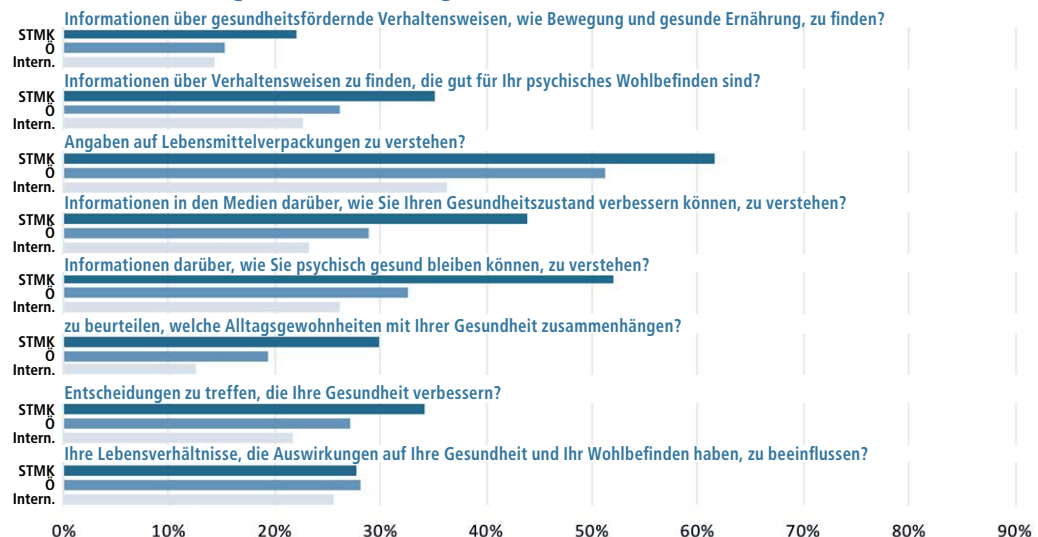 Informationen über gesundheitsfördernde Verhaltensweisen, wie Bewegung und gesunde Ernährung, zu finden?
STMK
Ö
Intern.
Informationen über Verhaltensweisen zu finden, die gut für Ihr psychisches Wohlbefinden sind?
STMK
Ö
Intern.
Angaben auf Lebensmittelverpackungen zu verstehen?
STMK
Ö
Intern.
Informationen in den Medien darüber, wie Sie Ihren Gesundheitszustand verbessern können, zu verstehen?
STMK
Ö
Intern.
Informationen darüber, wie Sie psychisch gesund bleiben können, zu verstehen?
STMK
Ö
Intern.
zu beurteilen, welche Alltagsgewohnheiten mit Ihrer Gesundheit zusammenhängen?
STMK
Ö
Intern.
Entscheidungen zu treffen, die Ihre Gesundheit verbessern?
STMK
Ö
Intern.
Ihre Lebensverhältnisse, die Auswirkungen auf Ihre Gesundheit und Ihr Wohlbefinden haben, zu beeinflussen?
STMK
Ö
Intern.
0% 10% 20% 30% 40% 50% 60% 70% 80% 90%